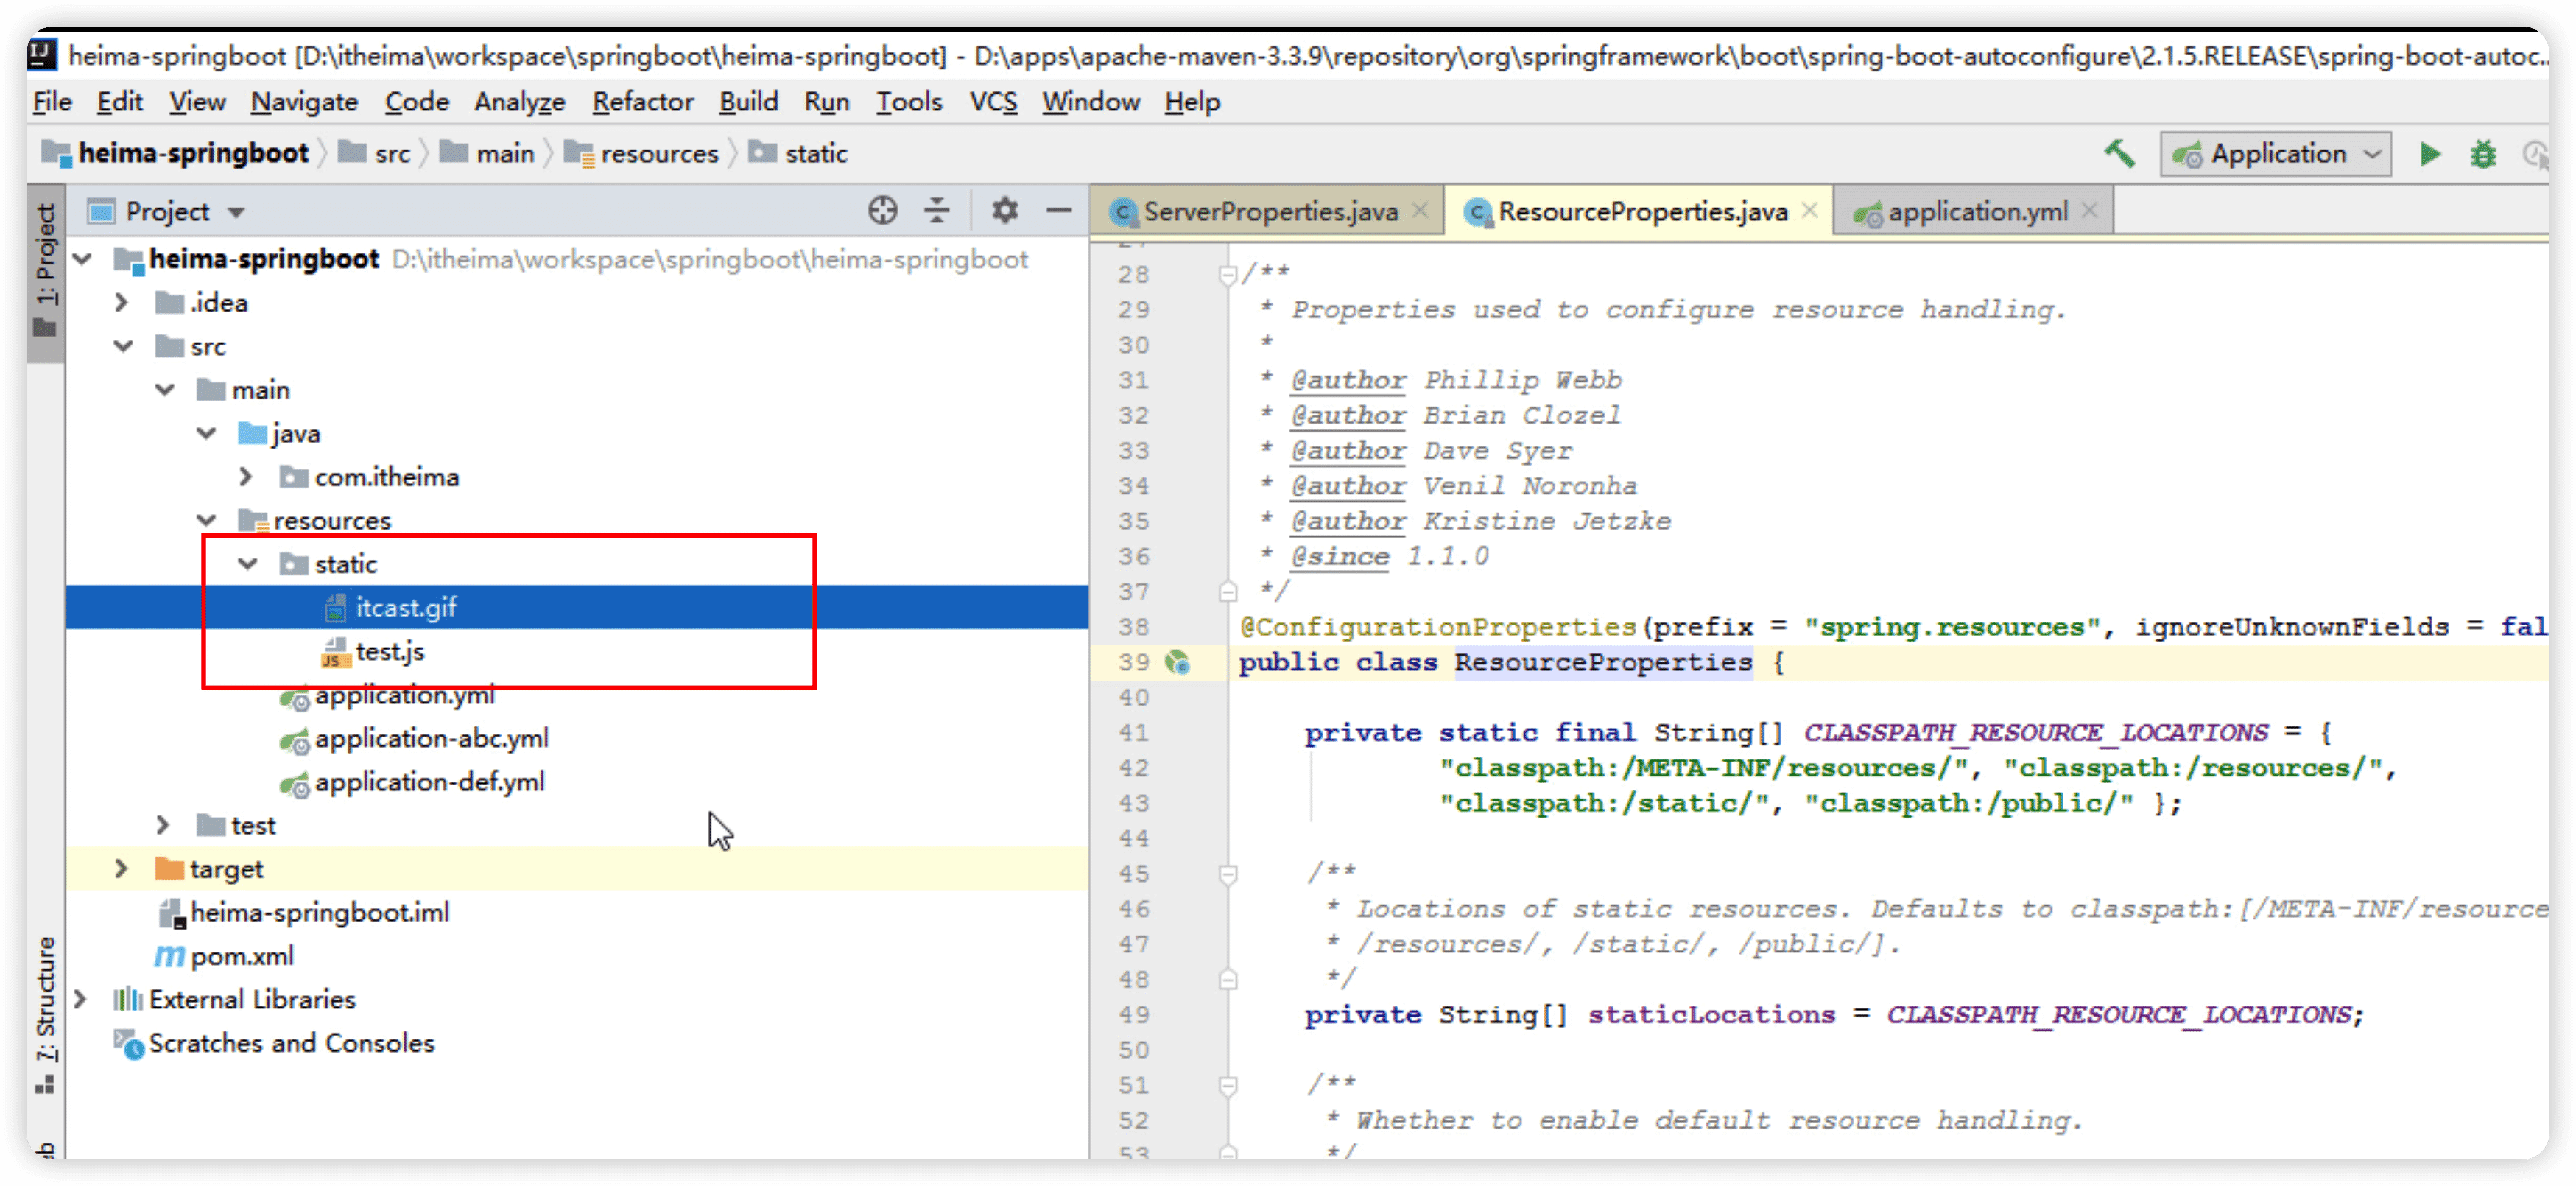 heima-springboot [D:\itheima\workspace\springboot\heima-springboot] - D:\apps\apache-maven-3.3.9\repository\org\springframework\boot\spring-boot-autoconfigure\2.1.5.RELEASE\spring-boot-autoc...
File Edit View Navigate Code Analyze Refactor Build Run Tools VCS Window Help
heima-springboot src main resources static Application
1: Project
7: Structure
Project
heima-springboot D:\itheima\workspace\springboot\heima-springboot
.idea
src
main
java
com.itheima
resources
static
itcast.gif
test.js
application.yml
application-abc.yml
application-def.yml
test
target
heima-springboot.iml
pom.xml
External Libraries
Scratches and Consoles
ServerProperties.java ResourceProperties.java application.yml
28 /**
29 * Properties used to configure resource handling.
30 *
31 * @author Phillip Webb
32 * @author Brian Clozel
33 * @author Dave Syer
34 * @author Venil Noronha
35 * @author Kristine Jetzke
36 * @since 1.1.0
37 */
38 @ConfigurationProperties(prefix = "spring.resources", ignoreUnknownFields = fal
39 public class ResourceProperties {
40
41 private static final String[] CLASSPATH_RESOURCE_LOCATIONS = {
42 "classpath:/META-INF/resources/", "classpath:/resources/",
43 "classpath:/static/", "classpath:/public/" };
44
45 /**
46 * Locations of static resources. Defaults to classpath:[/META-INF/resource
47 * /resources/, /static/, /public/].
48 */
49 private String[] staticLocations = CLASSPATH_RESOURCE_LOCATIONS;
50
51 /**
52 * Whether to enable default resource handling.
53 */